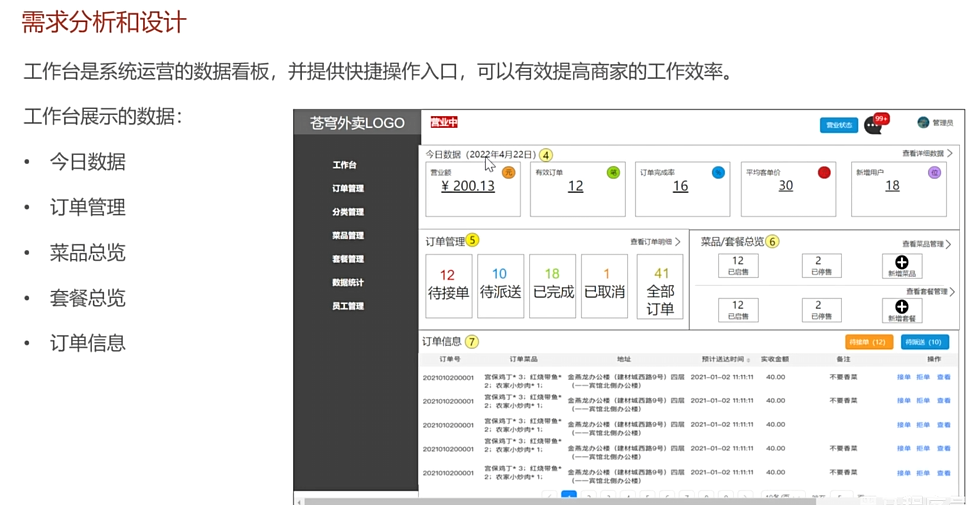 需求分析和设计
工作台是系统运营的数据看板，并提供快捷操作入口，可以有效提高商家的工作效率。
工作台展示的数据：
• 今日数据
• 订单管理
• 菜品总览
• 套餐总览
• 订单信息
苍穹外卖LOGO
营业中
营业状态
99+
管理员
工作台
订单管理
分类管理
菜品管理
套餐管理
数据统计
员工管理
今日数据（2022年4月22日） 4
查看详细数据
营业额 元
¥ 200.13
有效订单
12
订单完成率
16
平均客单价
30
新增用户 位
18
订单管理 5
查看订单明细
12
待接单
10
待派送
18
已完成
1
已取消
41
全部
订单
菜品/套餐总览 6
查看菜品管理
12
已启售
2
已停售
新增菜品
查看套餐管理
12
已启售
2
已停售
新增套餐
订单信息 7
待接单（12）
待派送（10）
订单号 订单菜品 地址 预计送达时间 实收金额 备注 操作
2021010200001 宫保鸡丁* 3；红烧带鱼* 2；农家小炒肉* 1； 金燕龙办公楼（建材城西路9号）四层（一一宾馆北侧办公楼） 2021-01-02 11:11:11 40.00 不要香菜 接单 拒单 查看
2021010200001 宫保鸡丁* 3；红烧带鱼* 2；农家小炒肉* 1； 金燕龙办公楼（建材城西路9号）四层（一一宾馆北侧办公楼） 2021-01-02 11:11:11 40.00 不要香菜 接单 拒单 查看
2021010200001 宫保鸡丁* 3；红烧带鱼* 2；农家小炒肉* 1； 金燕龙办公楼（建材城西路9号）四层（一一宾馆北侧办公楼） 2021-01-02 11:11:11 40.00 接单 拒单 查看
2021010200001 宫保鸡丁* 3；红烧带鱼* 2；农家小炒肉* 1； 金燕龙办公楼（建材城西路9号）四层（一一宾馆北侧办公楼） 2021-01-02 11:11:11 40.00 不要香菜 接单 拒单 查看
2021010200001 宫保鸡丁* 3；红烧带鱼* 2；农家小炒肉* 1； 金燕龙办公楼（建材城西路9号）四层（一一宾馆北侧办公楼） 2021-01-02 11:11:11 40.00 不要香菜 接单 拒单 查看